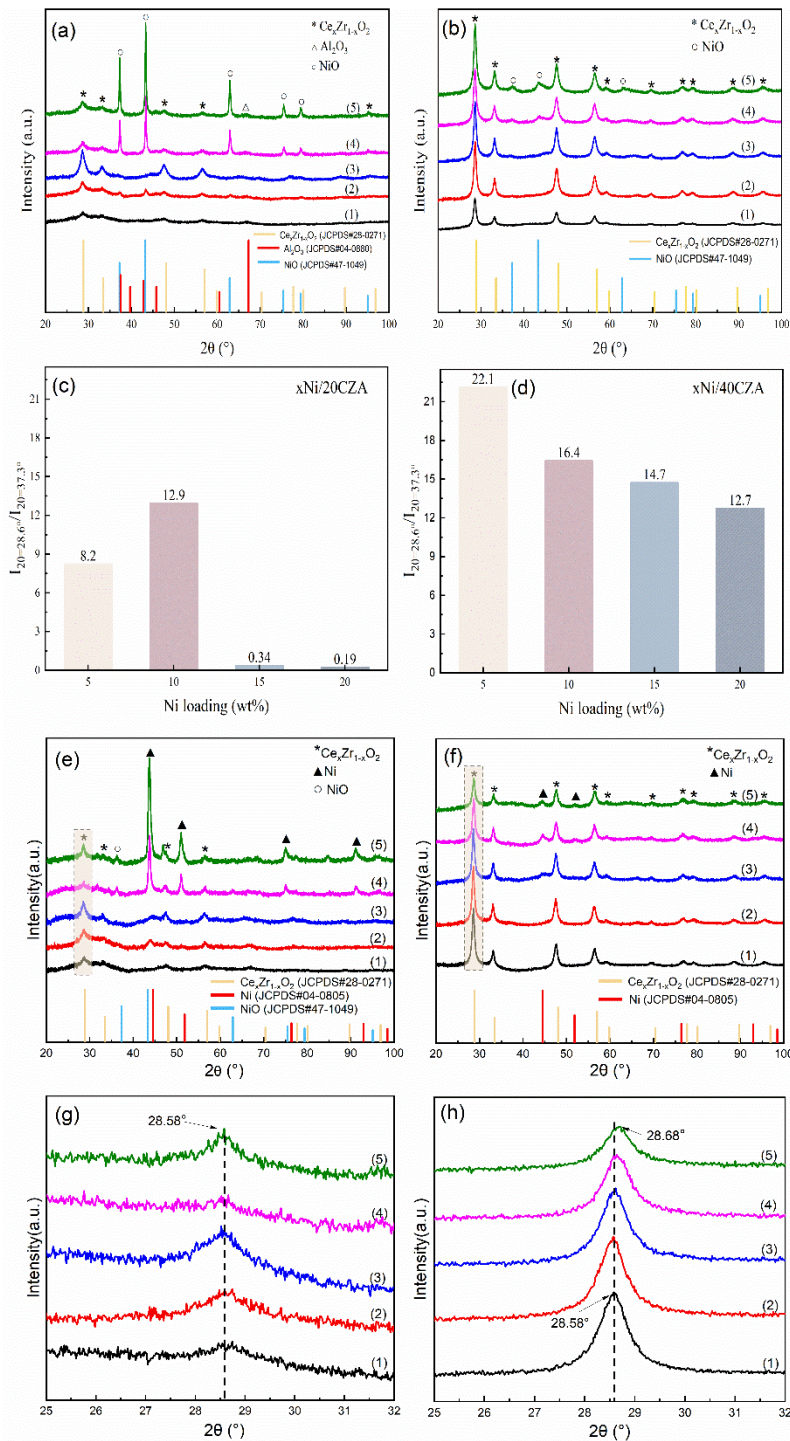 (a)
* CexZr1-xO2
△ Al2O3
○ NiO
(5)
(4)
(3)
(2)
(1)
CexZr1-xO2 (JCPDS#28-0271)
Al2O3 (JCPDS#04-0880)
NiO (JCPDS#47-1049)
Intensity (a.u.)
20 30 40 50 60 70 80 90 100
2θ (°)
(b)
* CexZr1-xO2
○ NiO
(5)
(4)
(3)
(2)
(1)
CexZr1-xO2 (JCPDS#28-0271)
NiO (JCPDS#47-1049)
Intensity (a.u.)
20 30 40 50 60 70 80 90 100
2θ (°)
(c)
xNi/20CZA
I2θ=28.6°/I2θ=37.3°
21
18
15
12
9
6
3
0
8.2
12.9
0.34
0.19
5 10 15 20
Ni loading (wt%)
(d)
xNi/40CZA
I2θ=28.6°/I2θ=37.3°
21
18
15
12
9
6
3
0
22.1
16.4
14.7
12.7
5 10 15 20
Ni loading (wt%)
(e)
*CexZr1-xO2
▲ Ni
○ NiO
(5)
(4)
(3)
(2)
(1)
CexZr1-xO2 (JCPDS#28-0271)
Ni (JCPDS#04-0805)
NiO (JCPDS#47-1049)
Intensity(a.u.)
20 30 40 50 60 70 80 90 100
2θ (°)
(f)
*CexZr1-xO2
▲ Ni
(5)
(4)
(3)
(2)
(1)
CexZr1-xO2 (JCPDS#28-0271)
Ni (JCPDS#04-0805)
Intensity(a.u.)
20 30 40 50 60 70 80 90 100
2θ (°)
(g)
28.58°
(5)
(4)
(3)
(2)
(1)
Intensity(a.u.)
25 26 27 28 29 30 31 32
2θ (°)
(h)
28.68°
(5)
(4)
(3)
(2)
28.58°
(1)
Intensity(a.u.)
25 26 27 28 29 30 31 32
2θ (°)